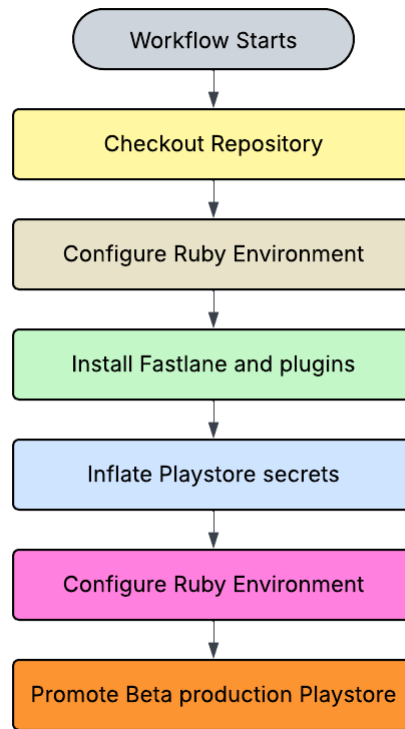 Workflow Starts
Checkout Repository
Configure Ruby Environment
Install Fastlane and plugins
Inflate Playstore secrets
Configure Ruby Environment
Promote Beta production Playstore